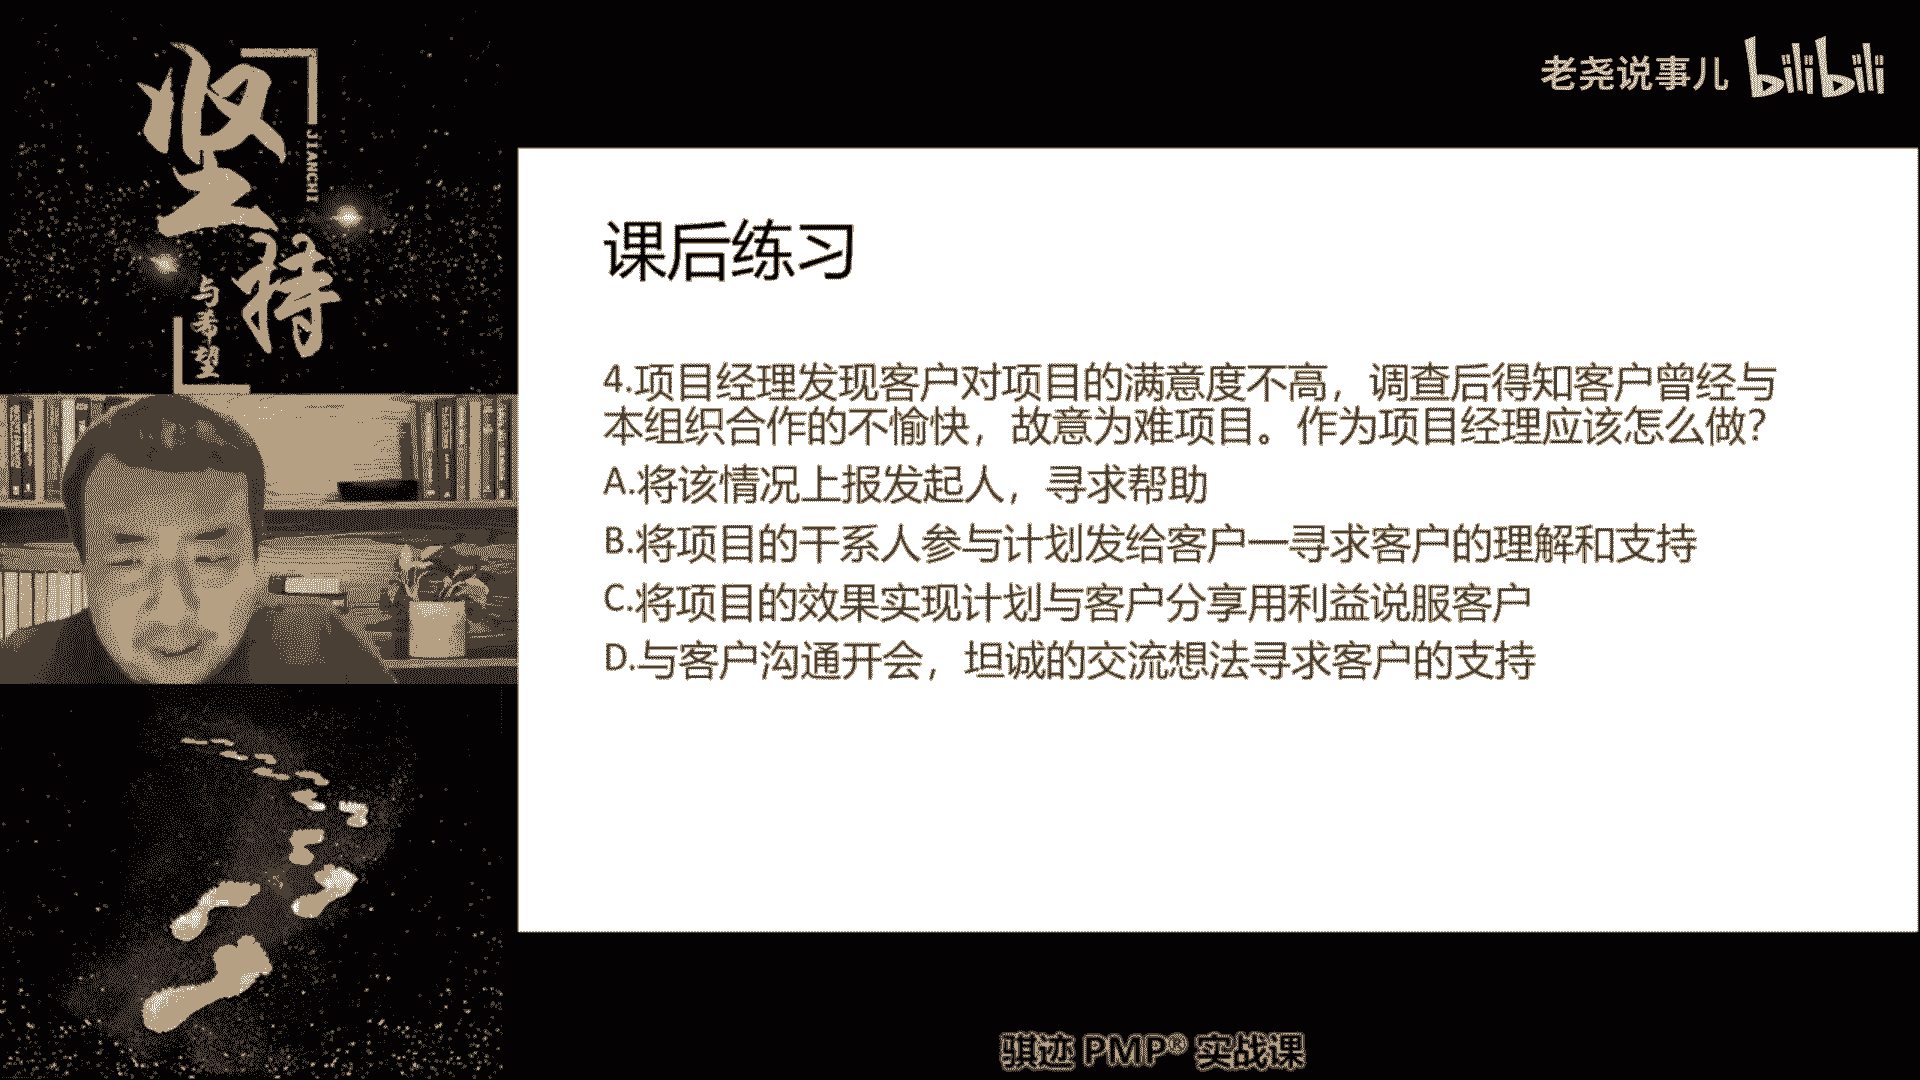 坚持
JIANCHI
与希望
老尧说事儿 bilibili
课后练习
4.项目经理发现客户对项目的满意度不高，调查后得知客户曾经与
本组织合作的不愉快，故意为难项目。作为项目经理应该怎么做？
A.将该情况上报发起人，寻求帮助
B.将项目的干系人参与计划发给客户一寻求客户的理解和支持
C.将项目的效果实现计划与客户分享用利益说服客户
D.与客户沟通开会，坦诚的交流想法寻求客户的支持
骐迹 PMP® 实战课